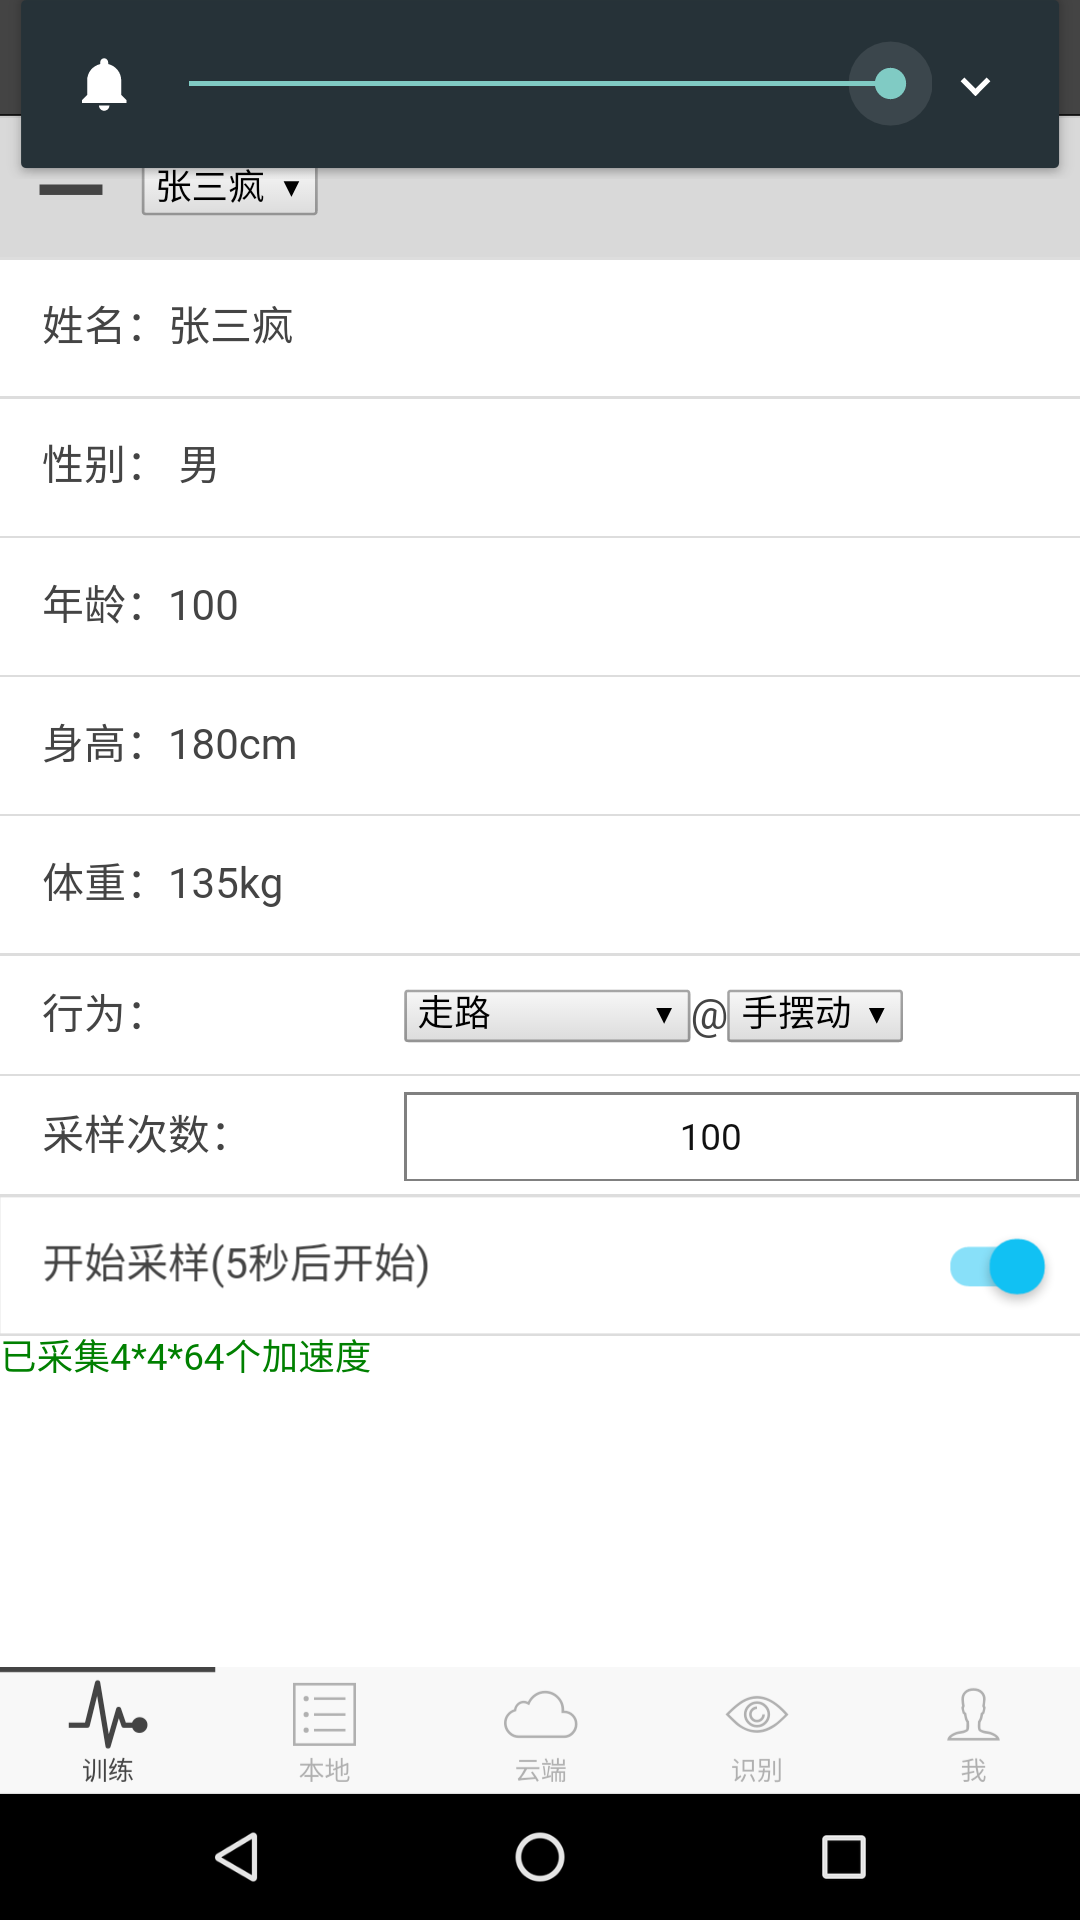 张三疯 ▼
姓名：张三疯
性别： 男
年龄：100
身高：180cm
体重：135kg
行为： 走路 ▼@手摆动 ▼
采样次数： 100
开始采样(5秒后开始)
已采集4*4*64个加速度
训练 本地 云端 识别 我